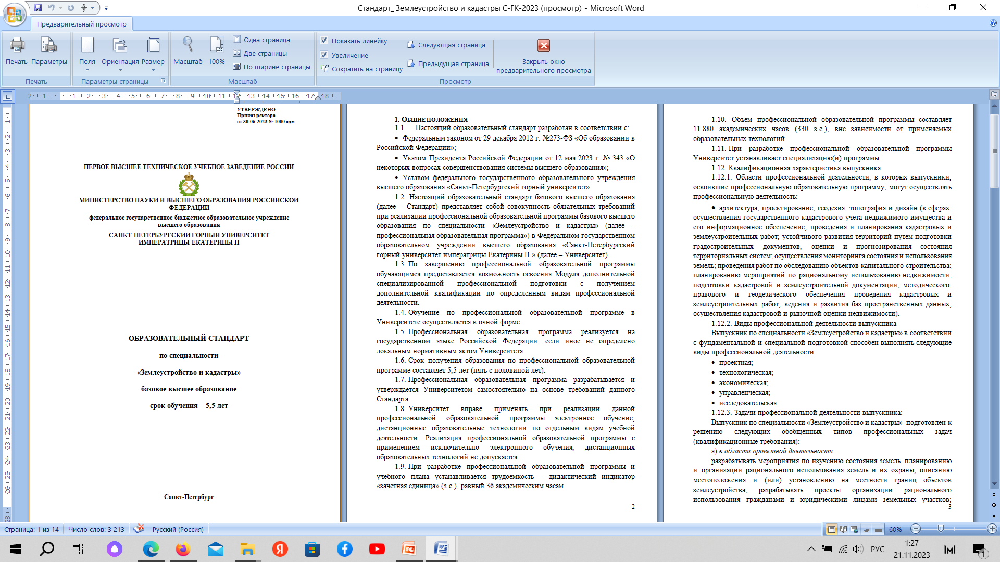 Стандарт_ Землеустройство и кадастры С-ГК-2023 (просмотр) - Microsoft Word
Предварительный просмотр
Печать
Параметры
Поля
Ориентация
Размер
Масштаб
100%
Одна страница
Две страницы
По ширине страницы
Показать линейку
Увеличение
Сократить на страницу
Следующая страница
Предыдущая страница
Закрыть окно
предварительного просмотра
Печать
Параметры страницы
Масштаб
Просмотр
УТВЕРЖДЕНО
Приказ ректора
от 30.06.2023 № 1000 адм
ПЕРВОЕ ВЫСШЕЕ ТЕХНИЧЕСКОЕ УЧЕБНОЕ ЗАВЕДЕНИЕ РОССИИ
МИНИСТЕРСТВО НАУКИ И ВЫСШЕГО ОБРАЗОВАНИЯ РОССИЙСКОЙ
ФЕДЕРАЦИИ
федеральное государственное бюджетное образовательное учреждение
высшего образования
САНКТ-ПЕТЕРБУРГСКИЙ ГОРНЫЙ УНИВЕРСИТЕТ
ИМПЕРАТРИЦЫ ЕКАТЕРИНЫ II
ОБРАЗОВАТЕЛЬНЫЙ СТАНДАРТ
по специальности
«Землеустройство и кадастры»
базовое высшее образование
срок обучения – 5,5 лет
Санкт-Петербург
1. ОБЩИЕ ПОЛОЖЕНИЯ
1.1. Настоящий образовательный стандарт разработан в соответствии с:
• Федеральным законом от 29 декабря 2012 г. №273-ФЗ «Об образовании в
Российской Федерации»;
• Указом Президента Российской Федерации от 12 мая 2023 г. № 343 «О
некоторых вопросах совершенствования системы высшего образования»;
• Уставом федерального государственного образовательного учреждения
высшего образования «Санкт-Петербургский горный университет».
1.2. Настоящий образовательный стандарт базового высшего образования
(далее – Стандарт) представляет собой совокупность обязательных требований
при реализации профессиональной образовательной программы базового высшего
образования по специальности «Землеустройство и кадастры» (далее –
профессиональная образовательная программа») в Федеральном государственном
образовательном учреждении высшего образования «Санкт-Петербургский
горный университет императрицы Екатерины II » (далее – Университет).
1.3. По завершению профессиональной образовательной программы
обучающимся предоставляется возможность освоения Модуля дополнительной
специализированной профессиональной подготовки с получением
дополнительной квалификации по определенным видам профессиональной
деятельности.
1.4. Обучение по профессиональной образовательной программе в
Университете осуществляется в очной форме.
1.5. Профессиональная образовательная программа реализуется на
государственном языке Российской Федерации, если иное не определено
локальным нормативным актом Университета.
1.6. Срок получения образования по профессиональной образовательной
программе составляет 5,5 лет (пять с половиной лет).
1.7. Профессиональная образовательная программа разрабатывается и
утверждается Университетом самостоятельно на основе требований данного
Стандарта.
1.8. Университет вправе применять при реализации данной
профессиональной образовательной программы электронное обучение,
дистанционные образовательные технологии по отдельным видам учебной
деятельности. Реализация профессиональной образовательной программы с
применением исключительно электронного обучения, дистанционных
образовательных технологий не допускается.
1.9. При разработке профессиональной образовательной программы и
учебного плана устанавливается трудоемкость – дидактический индикатор
«зачетная единица» (з.е.), равный 36 академическим часам.
2
1.10. Объем профессиональной образовательной программы составляет
11 880 академических часов (330 з.е.), вне зависимости от применяемых
образовательных технологий.
1.11. При разработке профессиональной образовательной программы
Университет устанавливает специализацию(и) программы.
1.12. Квалификационная характеристика выпускника
1.12.1. Области профессиональной деятельности, в которых выпускники,
освоившие профессиональную образовательную программу, могут осуществлять
профессиональную деятельность:
• архитектура, проектирование, геодезия, топография и дизайн (в сферах:
осуществления государственного кадастрового учета недвижимого имущества и
его информационное обеспечение; проведения и планирования кадастровых и
землеустроительных работ; устойчивого развития территорий путем подготовки
градостроительных документов, оценки и прогнозирования состояния
территориальных систем; осуществления мониторинга состояния и использования
земель; проведения работ по обследованию объектов капитального строительства;
планированию мероприятий по рациональному использованию недвижимости;
подготовки кадастровой и землеустроительной документации; методического,
правового и геодезического обеспечения проведения кадастровых и
землеустроительных работ; ведения и развития баз пространственных данных;
осуществления кадастровой и рыночной оценки недвижимости).
1.12.2. Виды профессиональной деятельности выпускника
Выпускник по специальности «Землеустройство и кадастры» в соответствии
с фундаментальной и специальной подготовкой способен выполнять следующие
виды профессиональной деятельности:
• проектная;
• технологическая;
• экономическая;
• управленческая;
• исследовательская.
1.12.3. Задачи профессиональной деятельности выпускника:
Выпускник по специальности «Землеустройство и кадастры» подготовлен к
решению следующих обобщенных типов профессиональных задач
(квалификационные требования):
а) в области проектной деятельности:
разрабатывать мероприятия по изучению состояния земель, планированию
и организации рационального использования земель и их охраны, описанию
местоположения и (или) установлению на местности границ объектов
землеустройства; разрабатывать проекты организации рационального
использования гражданами и юридическими лицами земельных участков;
3
Страница: 1 из 14
Число слов: 3 213
Русский (Россия)
60%
РУС
1:27
21.11.2023
1